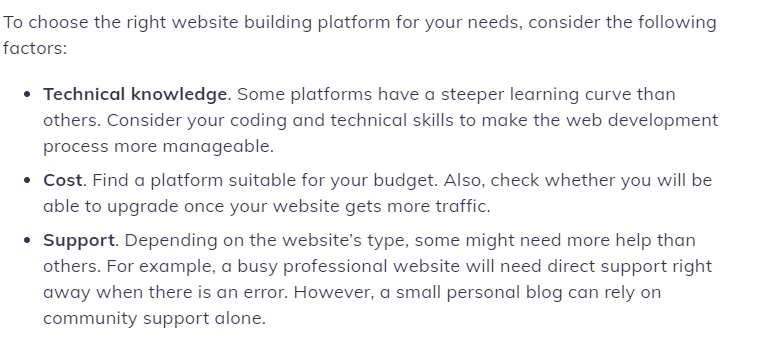 To choose the right website building platform for your needs, consider the following
factors:
• Technical knowledge. Some platforms have a steeper learning curve than
others. Consider your coding and technical skills to make the web development
process more manageable.
• Cost. Find a platform suitable for your budget. Also, check whether you will be
able to upgrade once your website gets more traffic.
• Support. Depending on the website’s type, some might need more help than
others. For example, a busy professional website will need direct support right
away when there is an error. However, a small personal blog can rely on
community support alone.